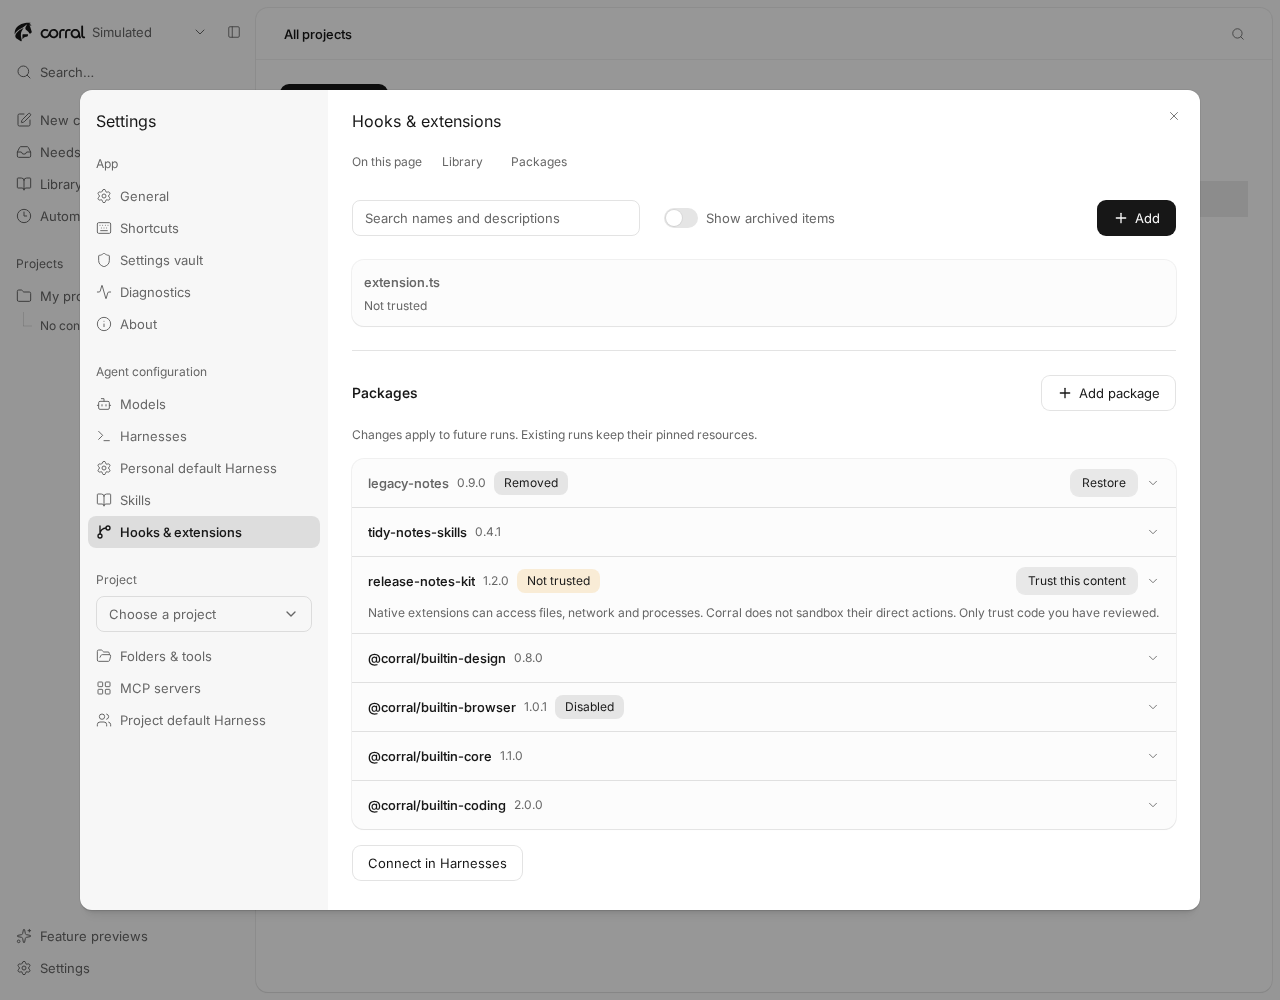 corral Simulated
Search...
New c
Needs
Library
Autom
Projects
My pro
No con
Feature previews
Settings
All projects
Settings
App
General
Shortcuts
Settings vault
Diagnostics
About
Agent configuration
Models
Harnesses
Personal default Harness
Skills
Hooks & extensions
Project
Choose a project
Folders & tools
MCP servers
Project default Harness
Hooks & extensions
On this page Library Packages
Search names and descriptions Show archived items Add
extension.ts
Not trusted
Packages Add package
Changes apply to future runs. Existing runs keep their pinned resources.
legacy-notes 0.9.0 Removed Restore
tidy-notes-skills 0.4.1
release-notes-kit 1.2.0 Not trusted Trust this content
Native extensions can access files, network and processes. Corral does not sandbox their direct actions. Only trust code you have reviewed.
@corral/builtin-design 0.8.0
@corral/builtin-browser 1.0.1 Disabled
@corral/builtin-core 1.1.0
@corral/builtin-coding 2.0.0
Connect in Harnesses